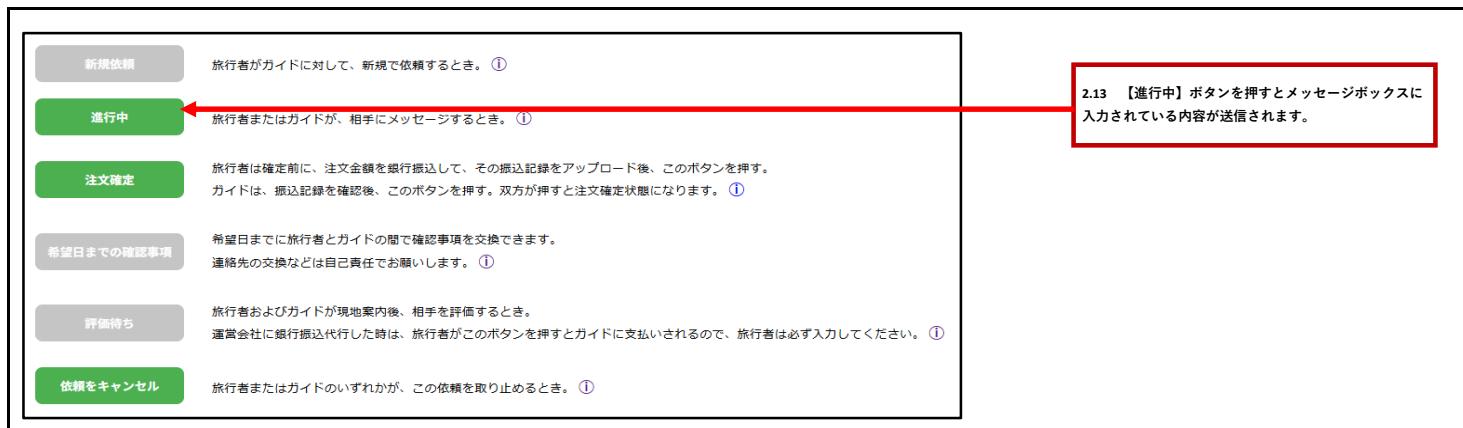 新規依頼
旅行者がガイドに対して、新規で依頼するとき。 ⓘ
進行中
旅行者またはガイドが、相手にメッセージするとき。 ⓘ
2.13 【進行中】ボタンを押すとメッセージボックスに
入力されている内容が送信されます。
注文確定
旅行者は確定前に、注文金額を銀行振込して、その振込記録をアップロード後、このボタンを押す。
ガイドは、振込記録を確認後、このボタンを押す。双方が押すと注文確定状態になります。 ⓘ
希望日までの確認事項
希望日までに旅行者とガイドの間で確認事項を交換できます。
連絡先の交換などは自己責任でお願いします。 ⓘ
評価待ち
旅行者およびガイドが現地案内後、相手を評価するとき。
運営会社に銀行振込代行した時は、旅行者がこのボタンを押すとガイドに支払いされるので、旅行者は必ず入力してください。 ⓘ
依頼をキャンセル
旅行者またはガイドのいずれかが、この依頼を取り止めるとき。 ⓘ